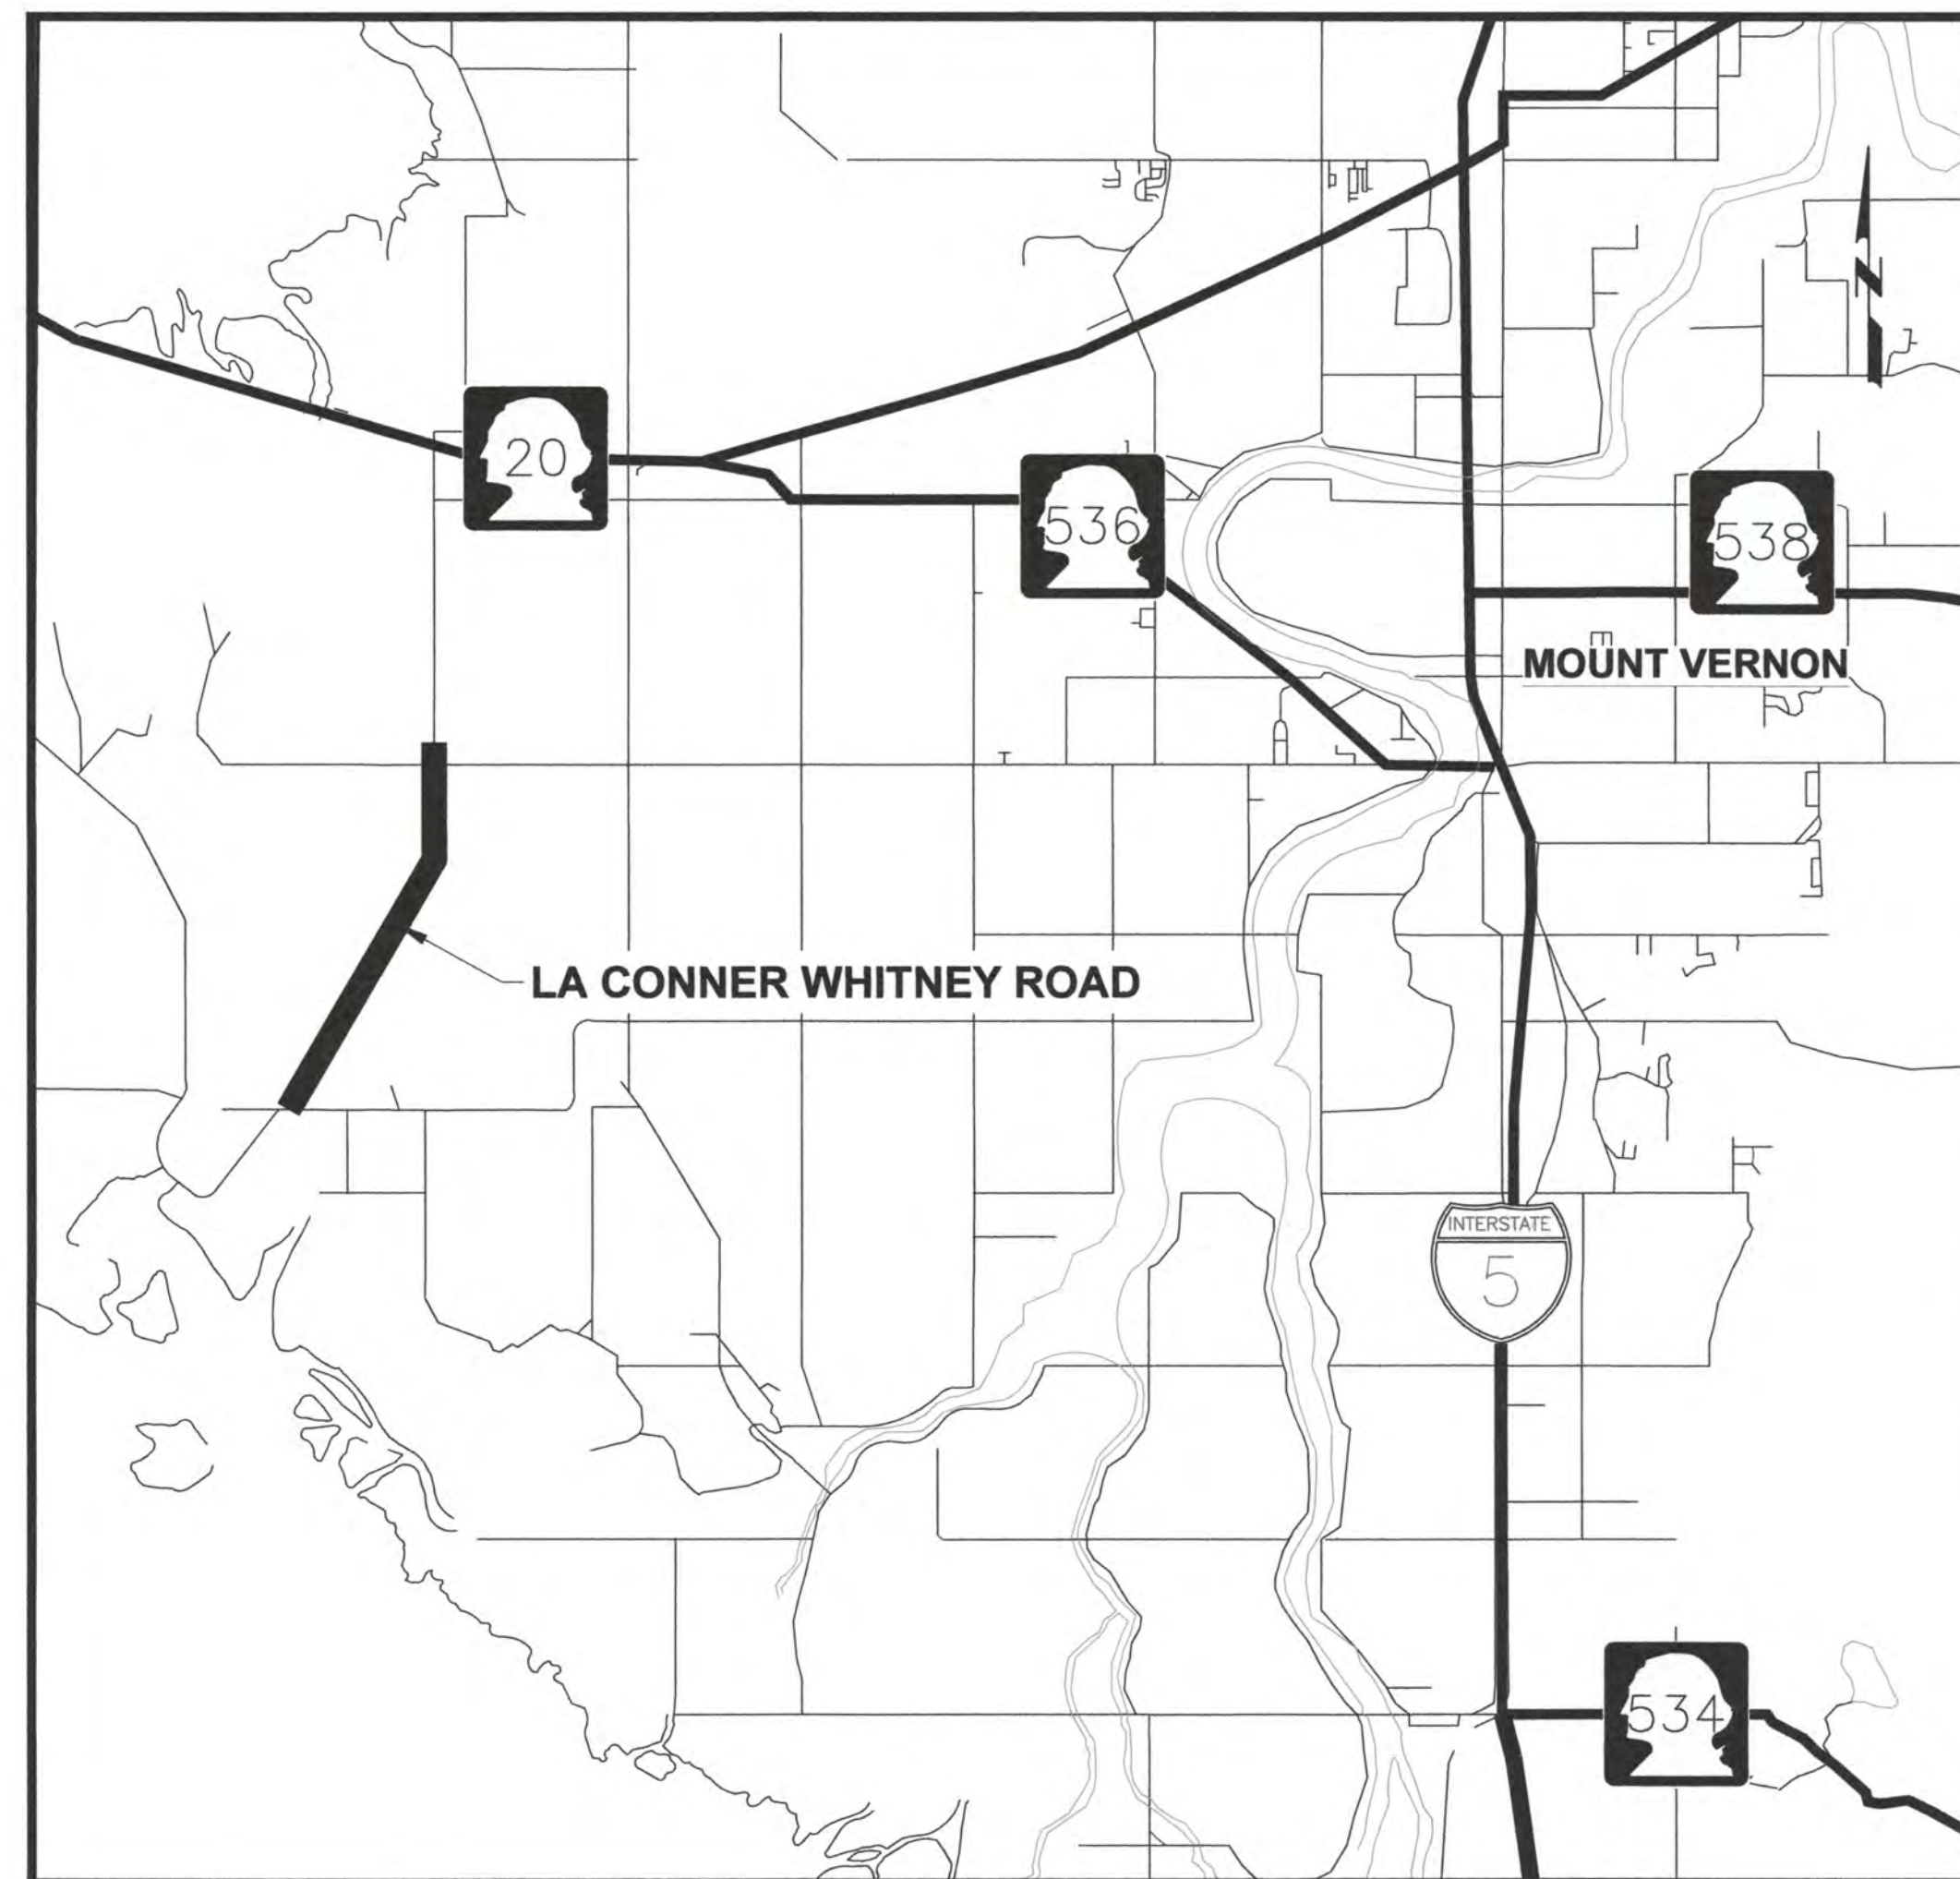 N
20
536
538
MOUNT VERNON
LA CONNER WHITNEY ROAD
INTERSTATE
5
534